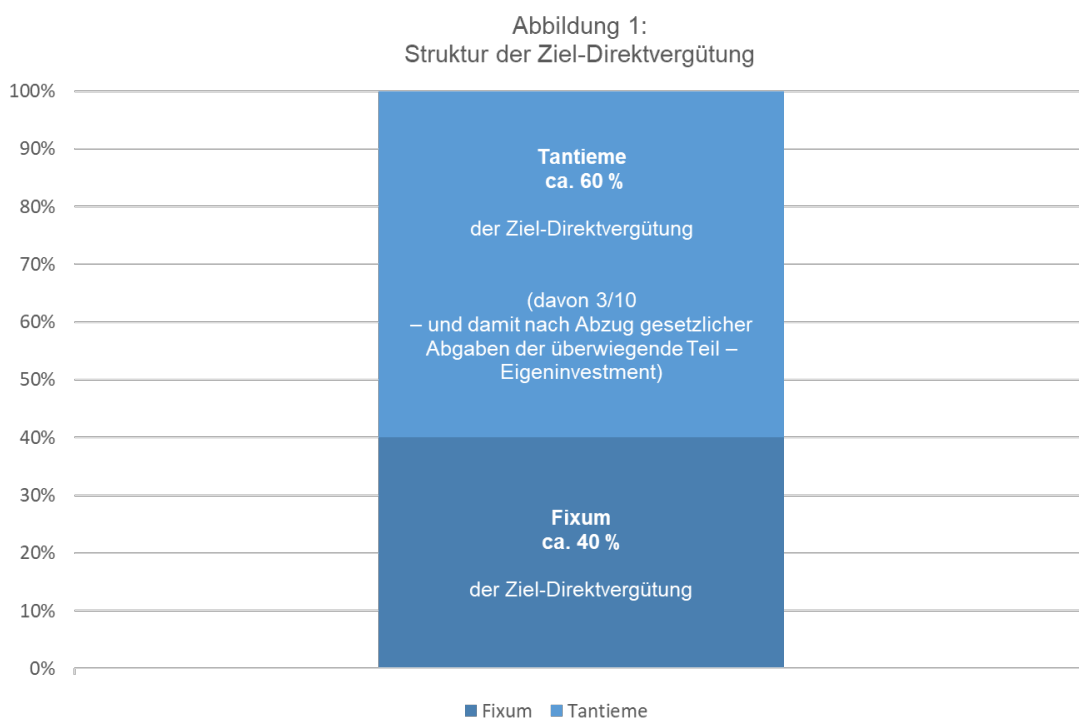 Abbildung 1:
Struktur der Ziel-Direktvergütung
100%
90%
80%
70%
60%
50%
40%
30%
20%
10%
0%
Tantieme
ca. 60 %
der Ziel-Direktvergütung
(davon 3/10
– und damit nach Abzug gesetzlicher
Abgaben der überwiegende Teil –
Eigeninvestment)
Fixum
ca. 40 %
der Ziel-Direktvergütung
Fixum Tantieme